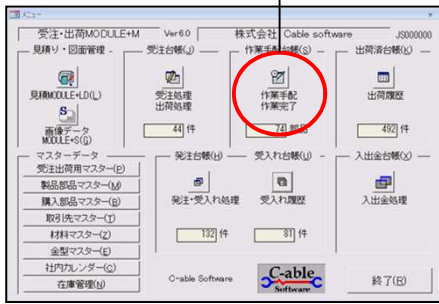 メニュー
受注・出荷MODULE+M Ver6.0 株式会社 Cable software JS000000
見積り・図面管理
見積MODULE+LD(L)
画像データ
MODULE+S(G)
受注台帳(J)
受注処理
出荷処理
44 件
作業手配台帳(S)
作業手配
作業完了
74 部品
出荷済台帳(K)
出荷履歴
492 件
マスターデータ
受注出荷用マスター(P)
製品部品マスター(M)
購入部品マスター(B)
取引先マスター(T)
材料マスター(Z)
金型マスター(E)
社内カレンダー(C)
在庫管理(N)
発注台帳(H)
発注・受入れ処理
132 件
受入れ台帳(U)
受入れ履歴
81 件
入出金台帳(X)
入出金処理
C-able Software
C-able
Software
終了(R)